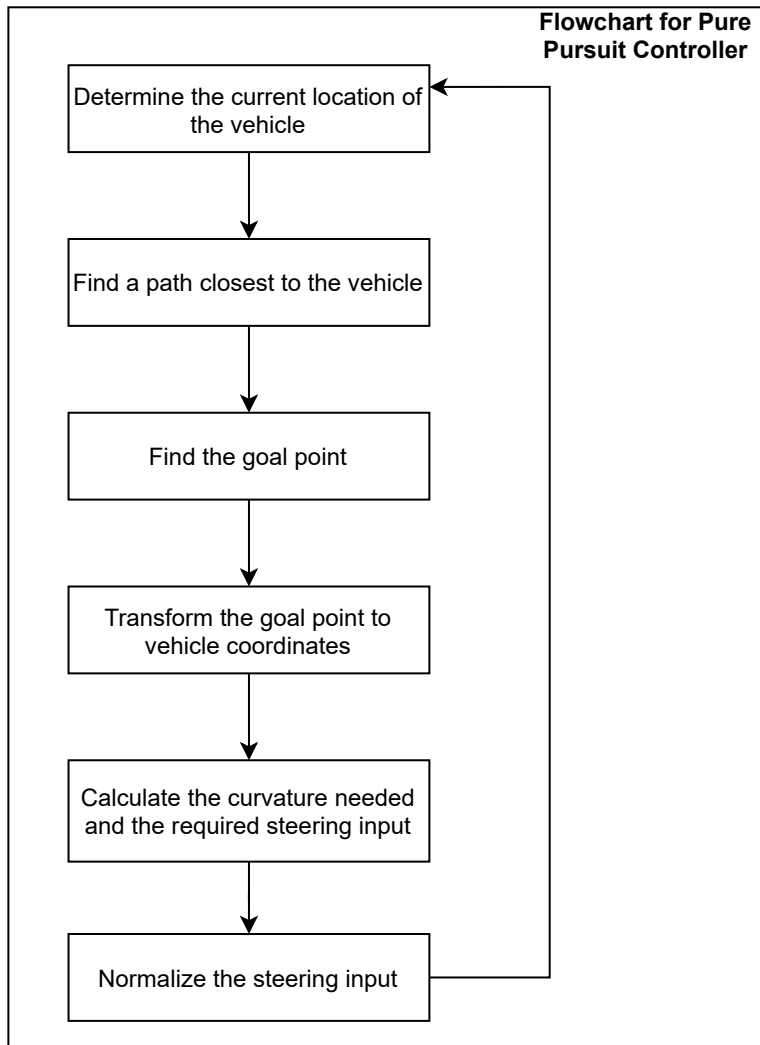 Flowchart for Pure
Pursuit Controller
Determine the current location of
the vehicle
Find a path closest to the vehicle
Find the goal point
Transform the goal point to
vehicle coordinates
Calculate the curvature needed
and the required steering input
Normalize the steering input